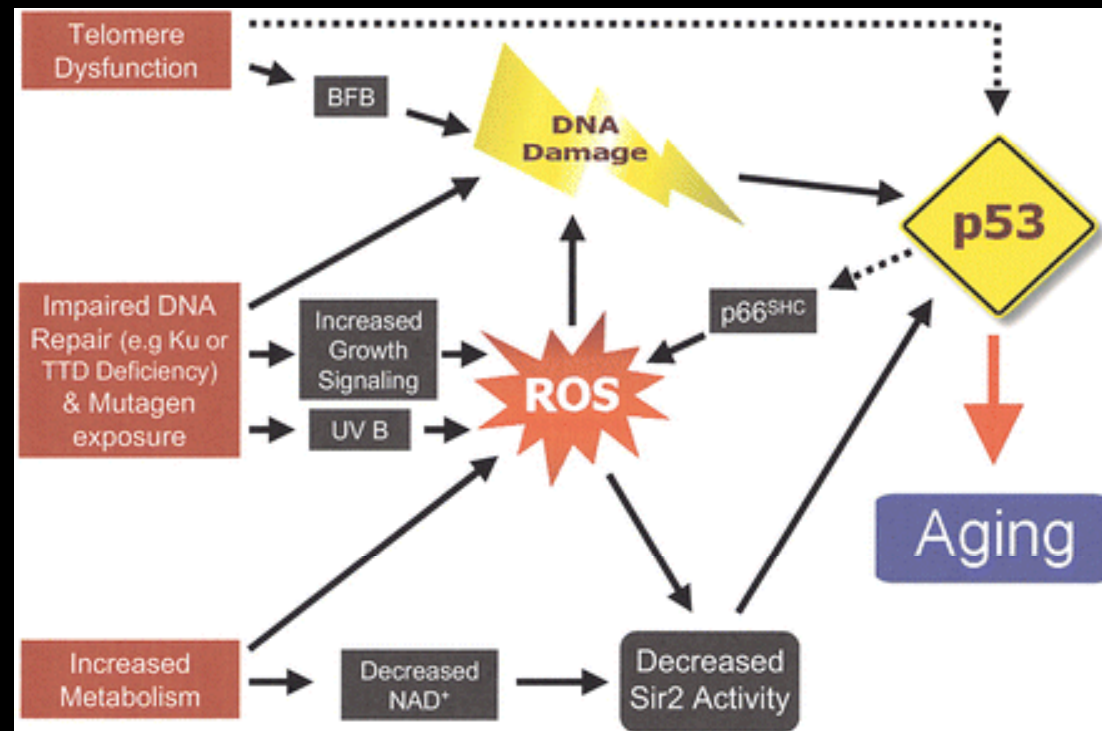 Telomere
Dysfunction
BFB
DNA
Damage
p53
Impaired DNA
Repair (e.g Ku or
TTD Deficiency)
& Mutagen
exposure
Increased
Growth
Signaling
UV B
p66SHC
ROS
Aging
Increased
Metabolism
Decreased
NAD+
Decreased
Sir2 Activity